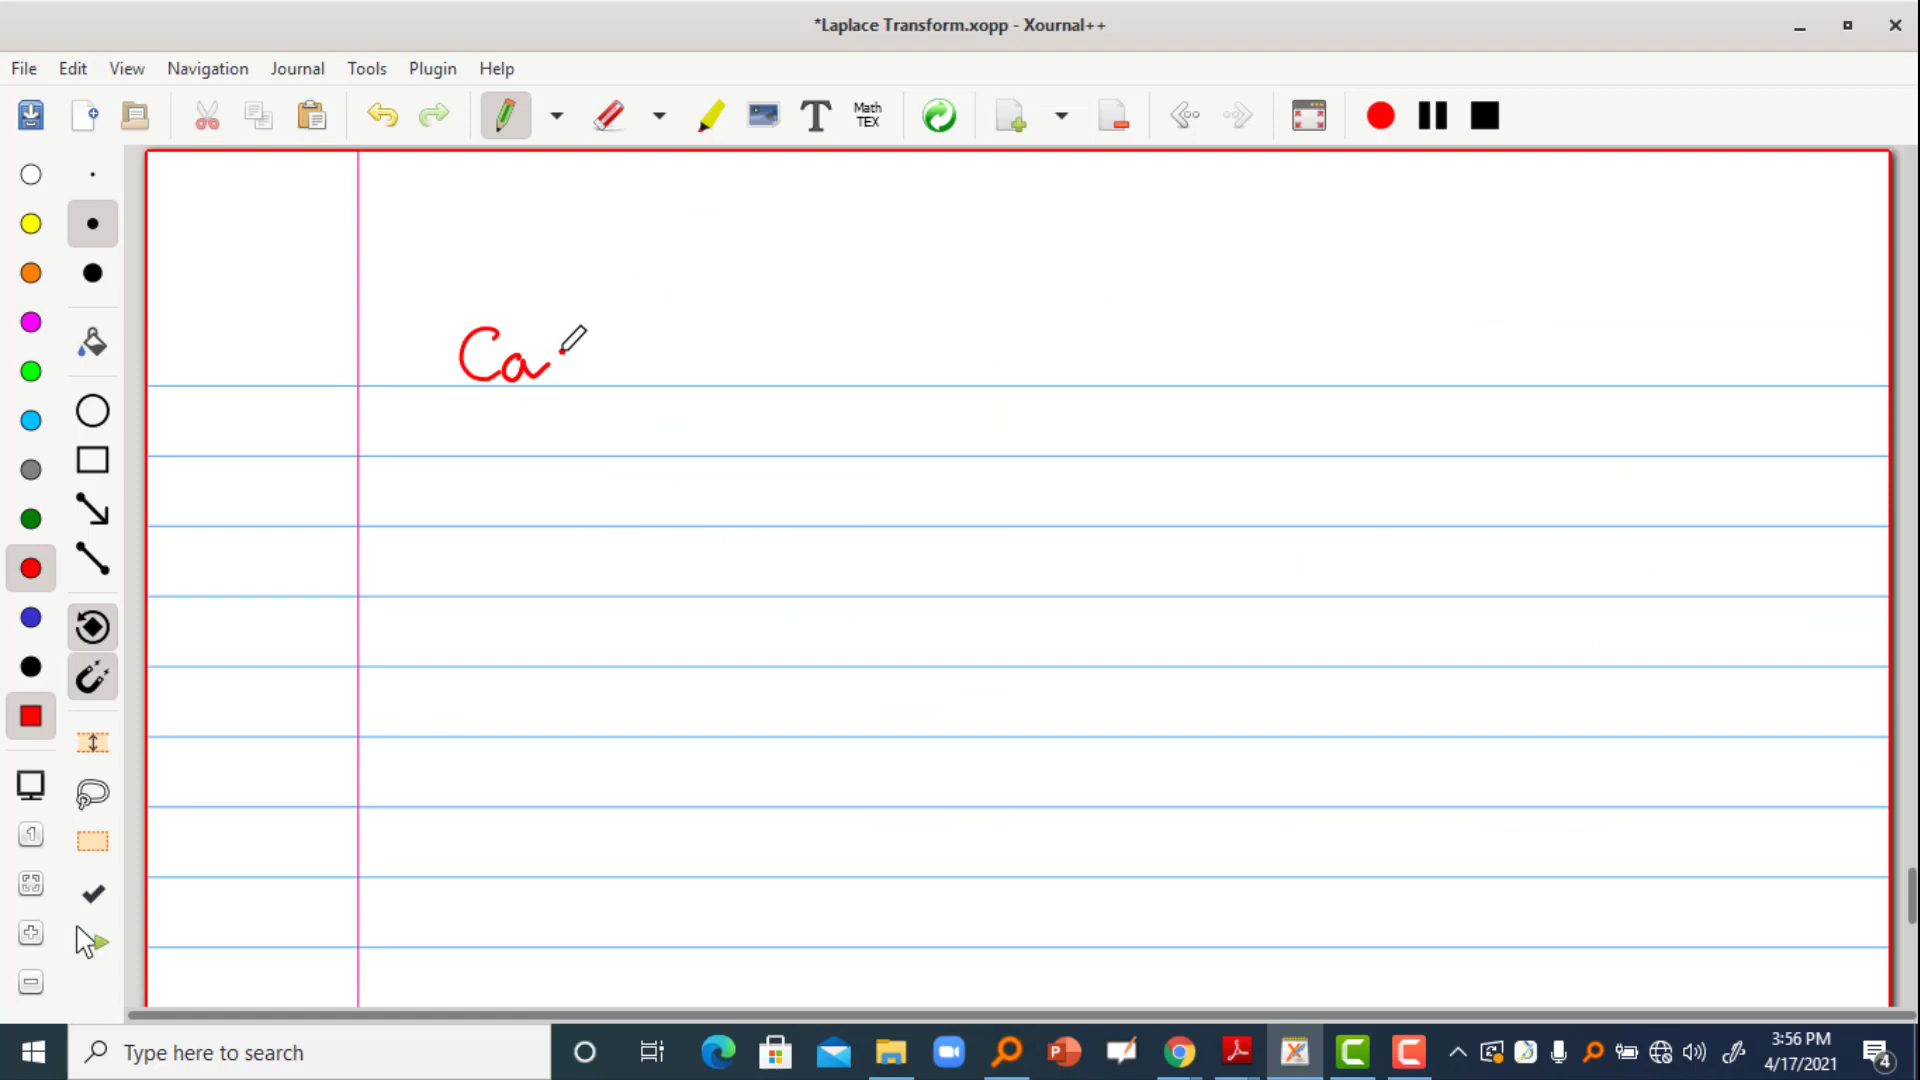 *Laplace Transform.xopp - Xournal++
File Edit View Navigation Journal Tools Plugin Help
T Math
TEX
Ca
Type here to search
3:56 PM
4/17/2021
4